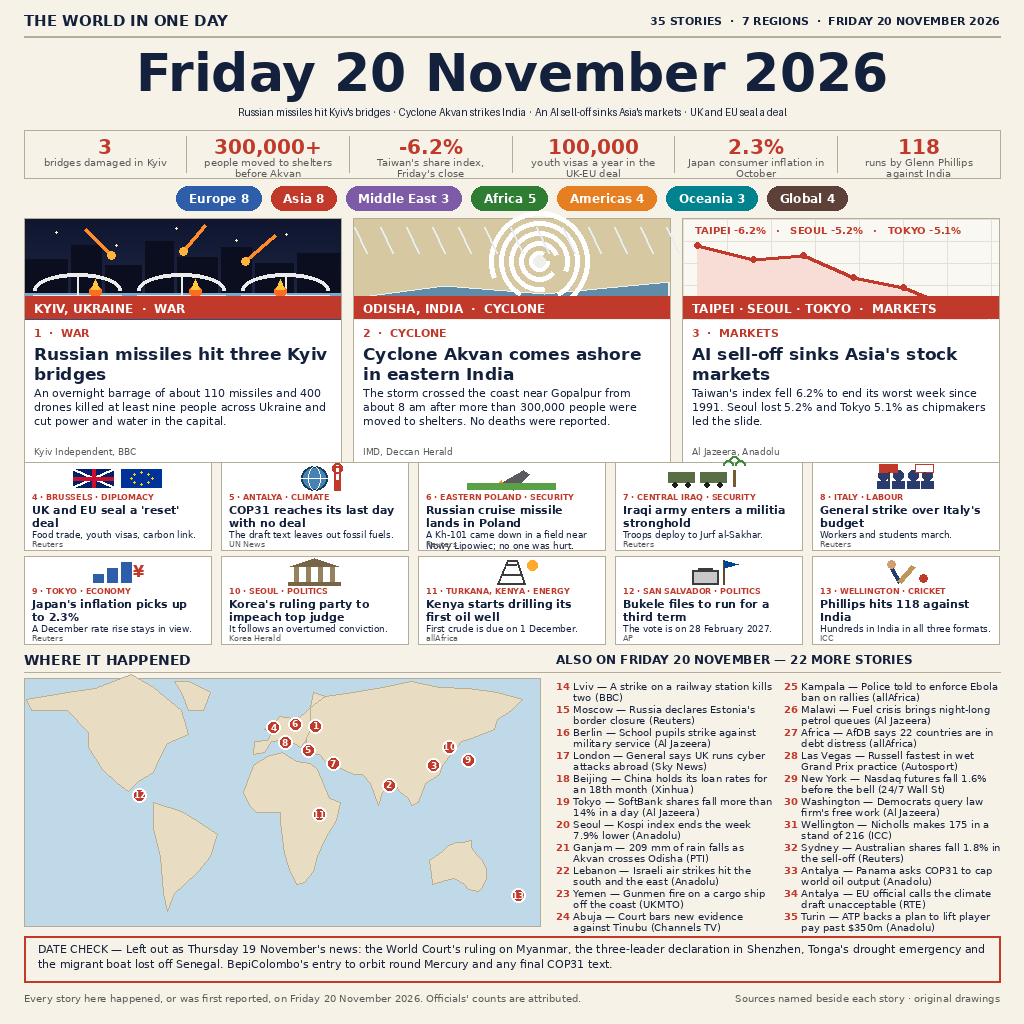 THE WORLD IN ONE DAY
35 STORIES · 7 REGIONS · FRIDAY 20 NOVEMBER 2026
Friday 20 November 2026
Russian missiles hit Kyiv's bridges · Cyclone Akvan strikes India · An AI sell-off sinks Asia's markets · UK and EU seal a deal
3
bridges damaged in Kyiv
300,000+
people moved to shelters
before Akvan
-6.2%
Taiwan's share index,
Friday's close
100,000
youth visas a year in the
UK-EU deal
2.3%
Japan consumer inflation in
October
118
runs by Glenn Phillips
against India
Europe 8
Asia 8
Middle East 3
Africa 5
Americas 4
Oceania 3
Global 4
KYIV, UKRAINE · WAR
1 · WAR
Russian missiles hit three Kyiv
bridges
An overnight barrage of about 110 missiles and 400
drones killed at least nine people across Ukraine and
cut power and water in the capital.
Kyiv Independent, BBC
ODISHA, INDIA · CYCLONE
2 · CYCLONE
Cyclone Akvan comes ashore
in eastern India
The storm crossed the coast near Gopalpur from
about 8 am after more than 300,000 people were
moved to shelters. No deaths were reported.
IMD, Deccan Herald
TAIPEI -6.2% · SEOUL -5.2% · TOKYO -5.1%
TAIPEI · SEOUL · TOKYO · MARKETS
3 · MARKETS
AI sell-off sinks Asia's stock
markets
Taiwan's index fell 6.2% to end its worst week since
1991. Seoul lost 5.2% and Tokyo 5.1% as chipmakers
led the slide.
Al Jazeera, Anadolu
4 · BRUSSELS · DIPLOMACY
UK and EU seal a 'reset'
deal
Food trade, youth visas, carbon link.
Reuters
5 · ANTALYA · CLIMATE
COP31 reaches its last day
with no deal
The draft text leaves out fossil fuels.
UN News
6 · EASTERN POLAND · SECURITY
Russian cruise missile
lands in Poland
A Kh-101 came down in a field near
Nowy Lipowiec; no one was hurt.
7 · CENTRAL IRAQ · SECURITY
Iraqi army enters a militia
stronghold
Troops deploy to Jurf al-Sakhar.
Reuters
8 · ITALY · LABOUR
General strike over Italy's
budget
Workers and students march.
Reuters
¥
9 · TOKYO · ECONOMY
Japan's inflation picks up
to 2.3%
A December rate rise stays in view.
Reuters
10 · SEOUL · POLITICS
Korea's ruling party to
impeach top judge
It follows an overturned conviction.
Korea Herald
11 · TURKANA, KENYA · ENERGY
Kenya starts drilling its
first oil well
First crude is due on 1 December.
allAfrica
12 · SAN SALVADOR · POLITICS
Bukele files to run for a
third term
The vote is on 28 February 2027.
AP
13 · WELLINGTON · CRICKET
Phillips hits 118 against
India
Hundreds in India in all three formats.
ICC
WHERE IT HAPPENED
4
6
1
8
5
7
10
9
3
2
12
11
13
ALSO ON FRIDAY 20 NOVEMBER — 22 MORE STORIES
14 Lviv — A strike on a railway station kills
two (BBC)
15 Moscow — Russia declares Estonia's
border closure (Reuters)
16 Berlin — School pupils strike against
military service (Al Jazeera)
17 London — General says UK runs cyber
attacks abroad (Sky News)
18 Beijing — China holds its loan rates for
an 18th month (Xinhua)
19 Tokyo — SoftBank shares fall more than
14% in a day (Al Jazeera)
20 Seoul — Kospi index ends the week
7.9% lower (Anadolu)
21 Ganjam — 209 mm of rain falls as
Akvan crosses Odisha (PTI)
22 Lebanon — Israeli air strikes hit the
south and the east (Anadolu)
23 Yemen — Gunmen fire on a cargo ship
off the coast (UKMTO)
24 Abuja — Court bars new evidence
against Tinubu (Channels TV)
25 Kampala — Police told to enforce Ebola
ban on rallies (allAfrica)
26 Malawi — Fuel crisis brings night-long
petrol queues (Al Jazeera)
27 Africa — AfDB says 22 countries are in
debt distress (allAfrica)
28 Las Vegas — Russell fastest in wet
Grand Prix practice (Autosport)
29 New York — Nasdaq futures fall 1.6%
before the bell (24/7 Wall St)
30 Washington — Democrats query law
firm's free work (Al Jazeera)
31 Wellington — Nicholls makes 175 in a
stand of 216 (ICC)
32 Sydney — Australian shares fall 1.8% in
the sell-off (Reuters)
33 Antalya — Panama asks COP31 to cap
world oil output (Anadolu)
34 Antalya — EU official calls the climate
draft unacceptable (RTE)
35 Turin — ATP backs a plan to lift player
pay past $350m (Anadolu)
DATE CHECK — Left out as Thursday 19 November's news: the World Court's ruling on Myanmar, the three-leader declaration in Shenzhen, Tonga's drought emergency and
the migrant boat lost off Senegal. BepiColombo's entry to orbit round Mercury and any final COP31 text.
Every story here happened, or was first reported, on Friday 20 November 2026. Officials' counts are attributed.
Sources named beside each story · original drawings